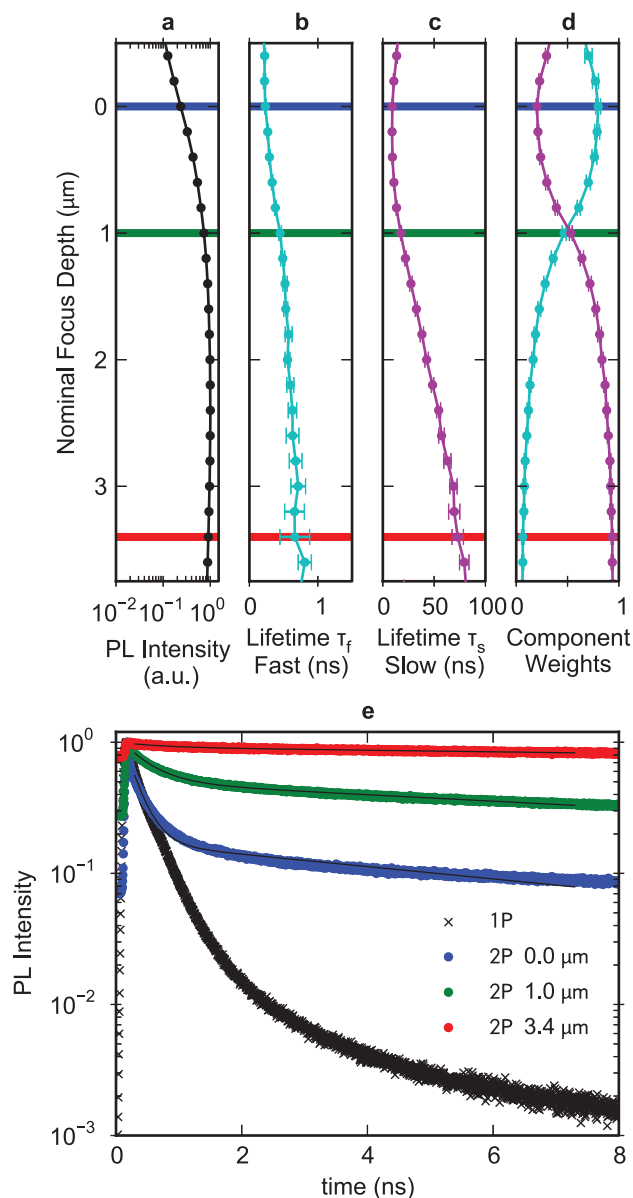 a b c d
0
1
2
3
Nominal Focus Depth (μm)
10⁻² 10⁻¹ 10⁰ 0 1 0 50 100 0 1
PL Intensity (a.u.)
Lifetime τf Fast (ns)
Lifetime τs Slow (ns)
Component Weights
e
10⁰
10⁻¹
10⁻²
10⁻³
PL Intensity
× 1P
● 2P 0.0 μm
● 2P 1.0 μm
● 2P 3.4 μm
0 2 4 6 8
time (ns)